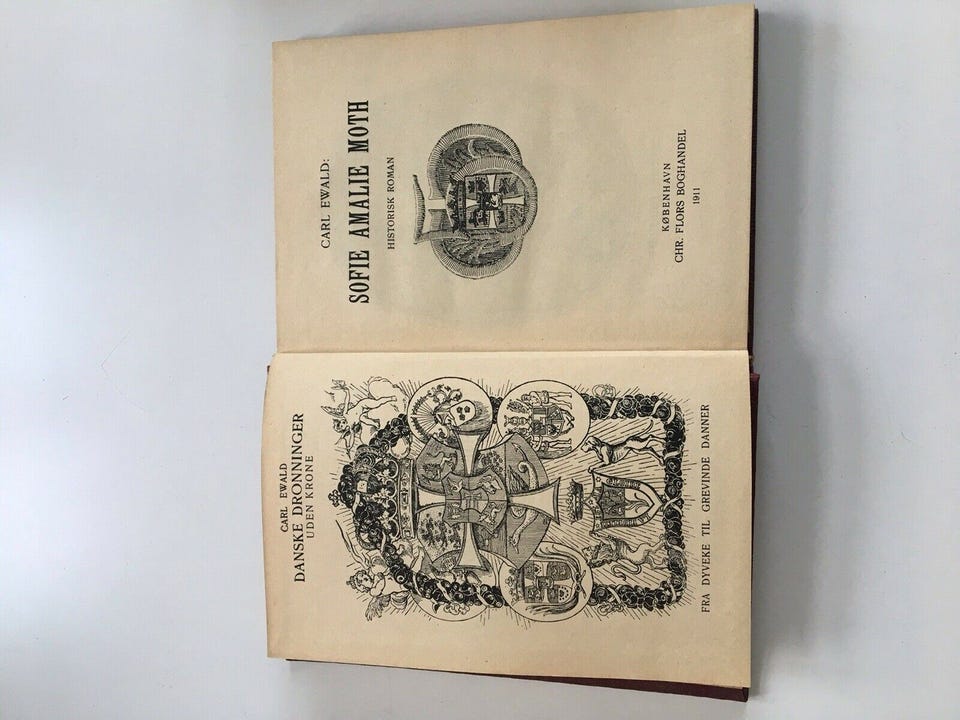 CARL EWALD
DANSKE DRONNINGER
UDEN KRONE
FRA DYVEKE TIL GREVINDE DANNER
CARL EWALD:
SOFIE AMALIE MOTH
HISTORISK ROMAN
KØBENHAVN
CHR. FLORS BOGHANDEL
1911